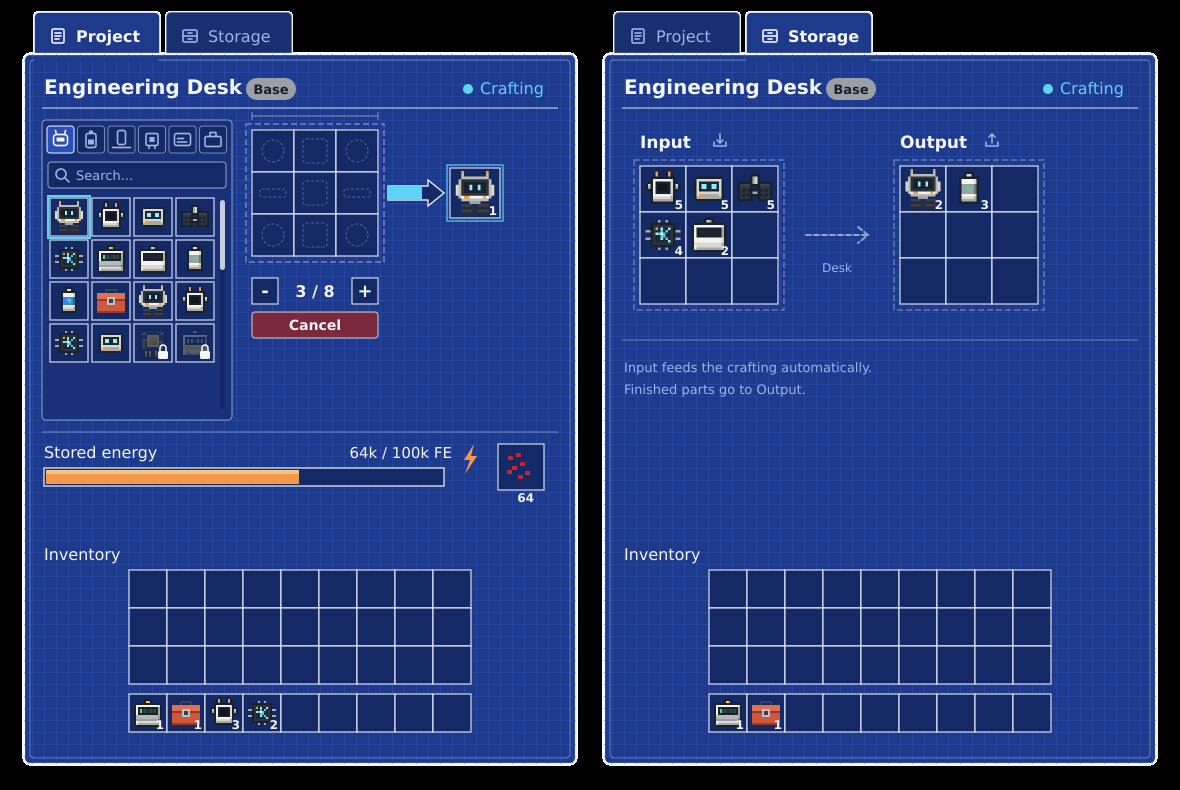 Project
Storage
Engineering Desk Base
Crafting
Search...
1
- 3 / 8 +
Cancel
Stored energy
64k / 100k FE
64
Inventory
1 1 3 2
Project
Storage
Engineering Desk Base
Crafting
Input
Output
5 5 5
4 2
2 3
Desk
Input feeds the crafting automatically.
Finished parts go to Output.
Inventory
1 1